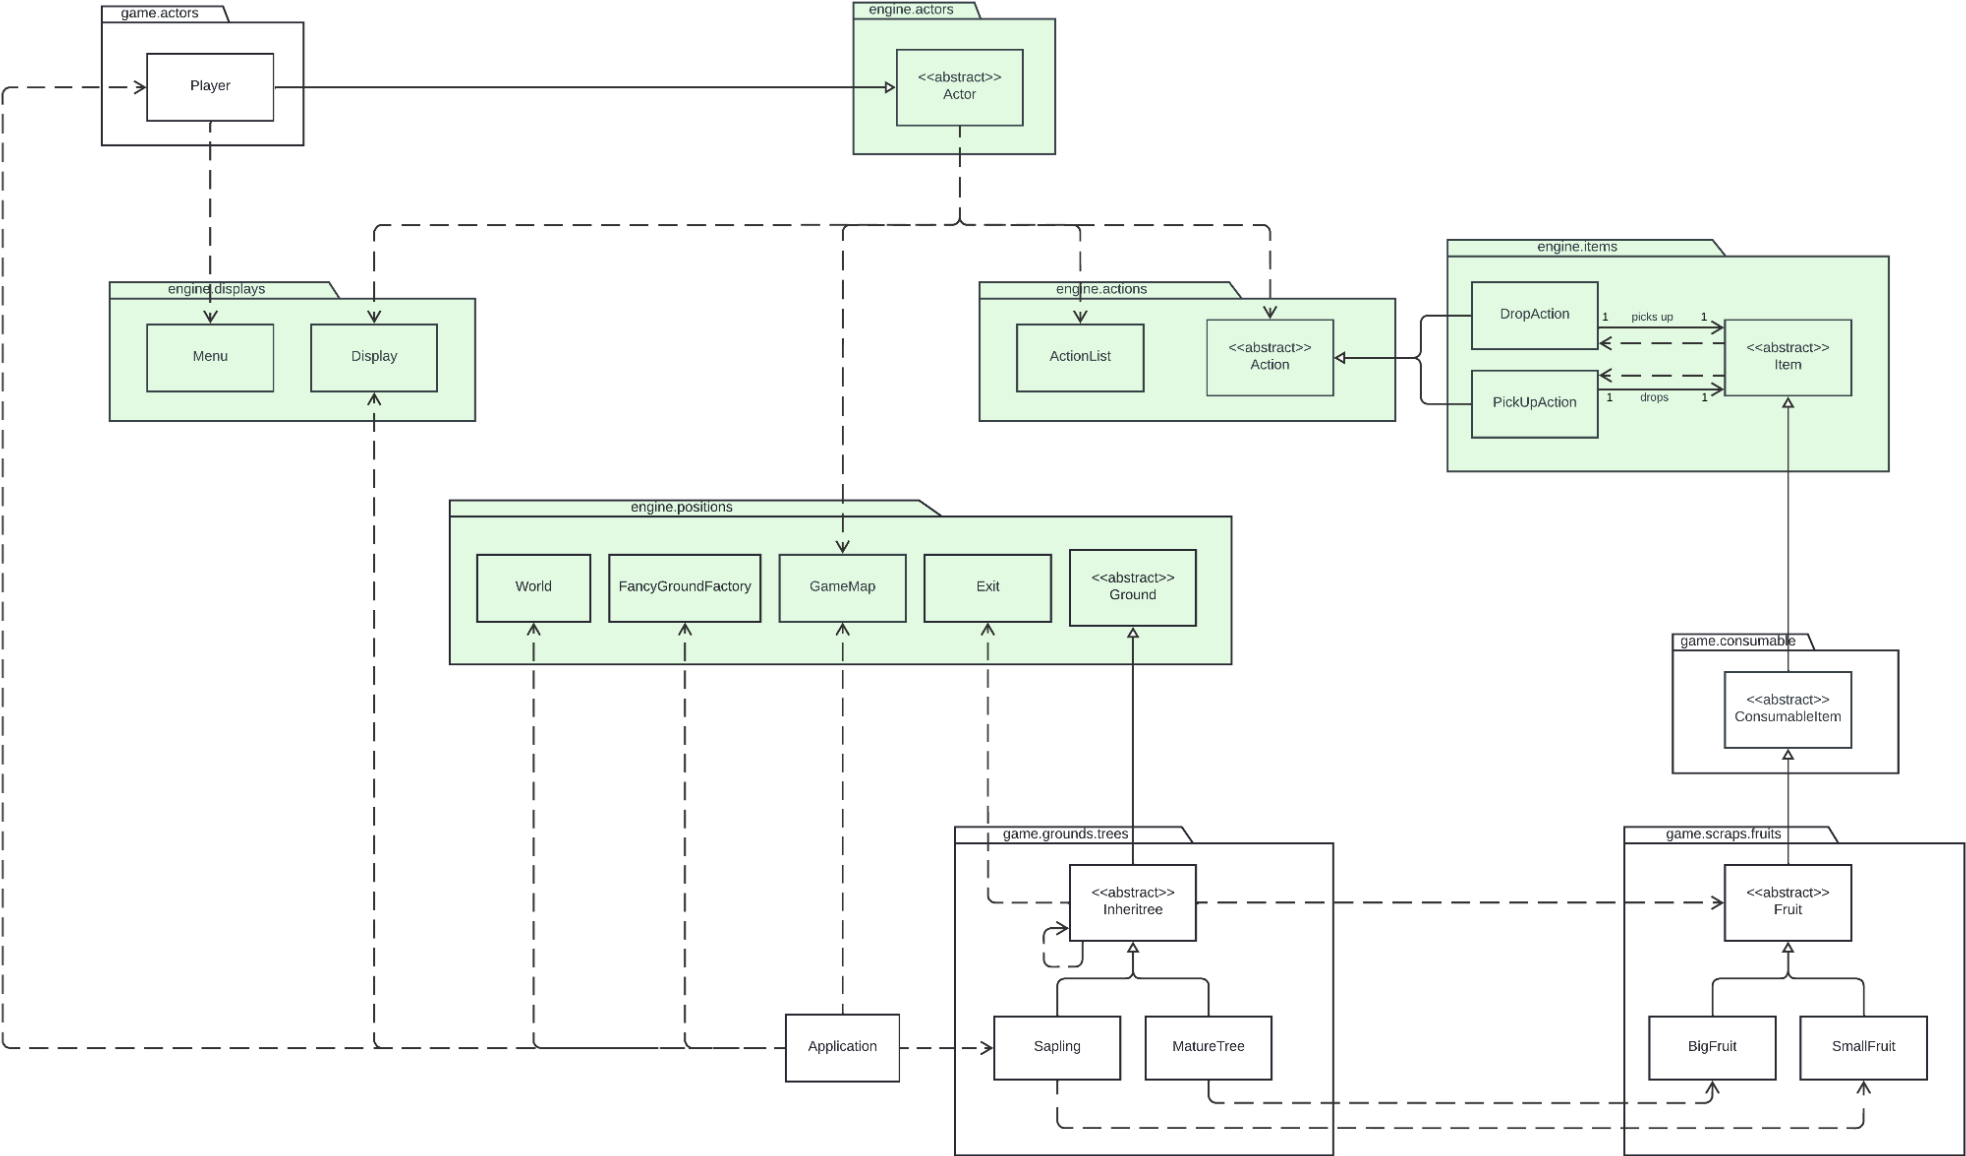 game.actors
engine.actors
Player
<<abstract>>
Actor
engine.items
engine.displays
engine.actions
DropAction
1 picks up 1
Menu
Display
ActionList
<<abstract>>
Action
<<abstract>>
Item
PickUpAction
1 drops 1
engine.positions
World
FancyGroundFactory
GameMap
Exit
<<abstract>>
Ground
game.consumable
<<abstract>>
ConsumableItem
game.grounds.trees
game.scraps.fruits
<<abstract>>
Inheritree
<<abstract>>
Fruit
Application
Sapling
MatureTree
BigFruit
SmallFruit